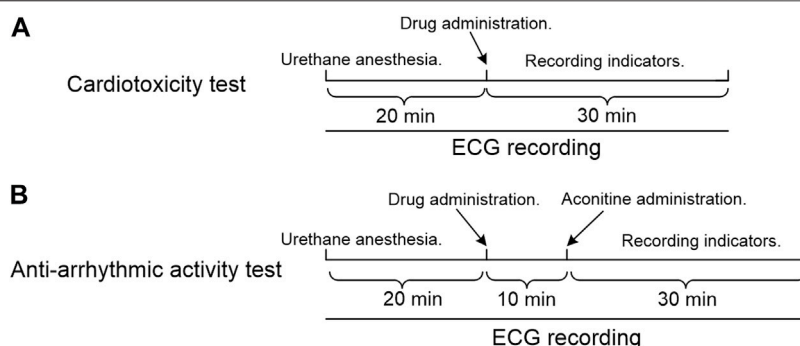 A
Drug administration.
Urethane anesthesia. Recording indicators.
Cardiotoxicity test
20 min 30 min
ECG recording
B
Drug administration. Aconitine administration.
Urethane anesthesia. Recording indicators.
Anti-arrhythmic activity test
20 min 10 min 30 min
ECG recording